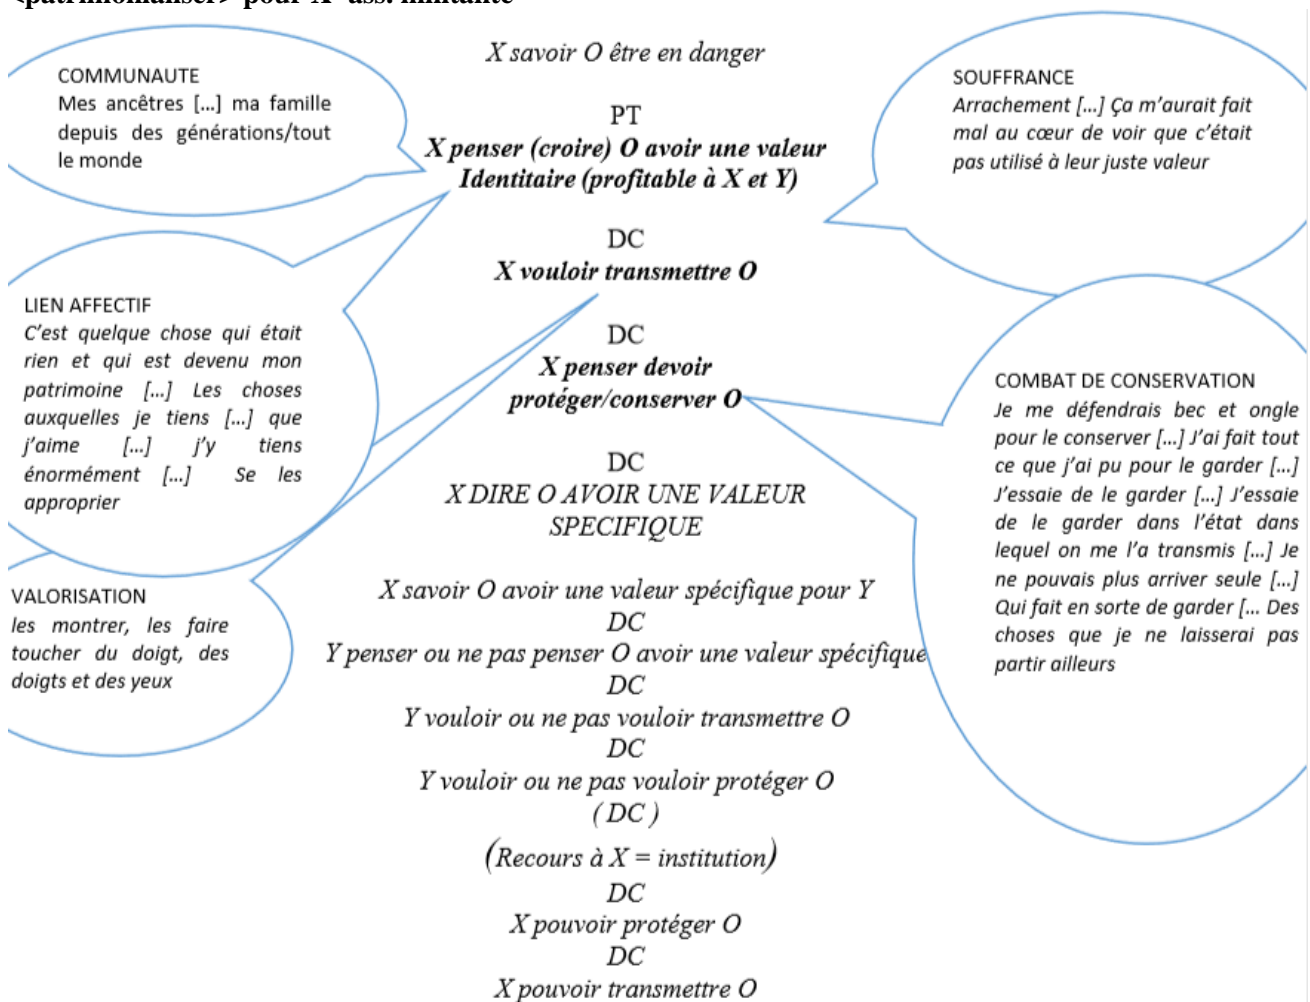 <patrimonialiser> pour X= ass. militante
X savoir O être en danger
PT
X penser (croire) O avoir une valeur
Identitaire (profitable à X et Y)
DC
X vouloir transmettre O
DC
X penser devoir
protéger/conserver O
DC
X DIRE O AVOIR UNE VALEUR
SPECIFIQUE
X savoir O avoir une valeur spécifique pour Y
DC
Y penser ou ne pas penser O avoir une valeur spécifique
DC
Y vouloir ou ne pas vouloir transmettre O
DC
Y vouloir ou ne pas vouloir protéger O
( DC )
(Recours à X = institution)
DC
X pouvoir protéger O
DC
X pouvoir transmettre O
COMMUNAUTE
Mes ancêtres […] ma famille
depuis des générations/tout
le monde
LIEN AFFECTIF
C’est quelque chose qui était
rien et qui est devenu mon
patrimoine […] Les choses
auxquelles je tiens […] que
j’aime […] j’y tiens
énormément […] Se les
approprier
VALORISATION
les montrer, les faire
toucher du doigt, des
doigts et des yeux
SOUFFRANCE
Arrachement […] Ça m’aurait fait
mal au cœur de voir que c’était
pas utilisé à leur juste valeur
COMBAT DE CONSERVATION
Je me défendrais bec et ongle
pour le conserver […] J’ai fait tout
ce que j’ai pu pour le garder […]
J’essaie de le garder […] J’essaie
de le garder dans l’état dans
lequel on me l’a transmis […] Je
ne pouvais plus arriver seule […]
Qui fait en sorte de garder [… Des
choses que je ne laisserai pas
partir ailleurs